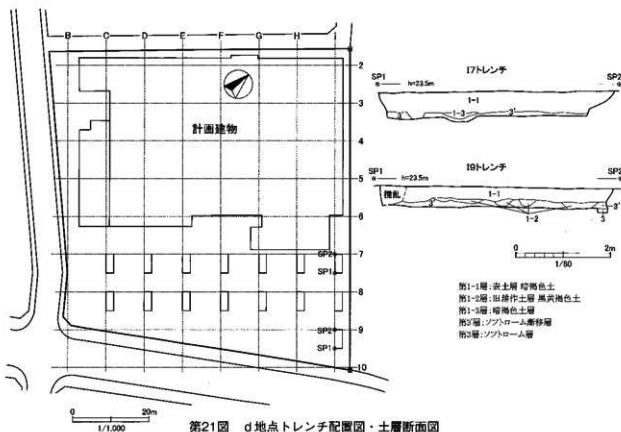 B C D E F G H I
2
3
4
5
6
7
8
9
10
計画建物
SP2
SP1
SP2
SP1
0 20m
1/1,000
I7トレンチ
SP1 h=23.5m SP2
1-1
3' 1-3 3'
I9トレンチ
SP1 h=23.5m SP2
攪乱 1-1
3' 3'
1-2 3
0 2m
1/60
第1-1層:表土層 暗褐色土
第1-2層:旧耕作土層 黒黄褐色土
第1-3層:暗褐色土層
第3'層:ソフトローム漸移層
第3層:ソフトローム層
第21図 d地点トレンチ配置図・土層断面図